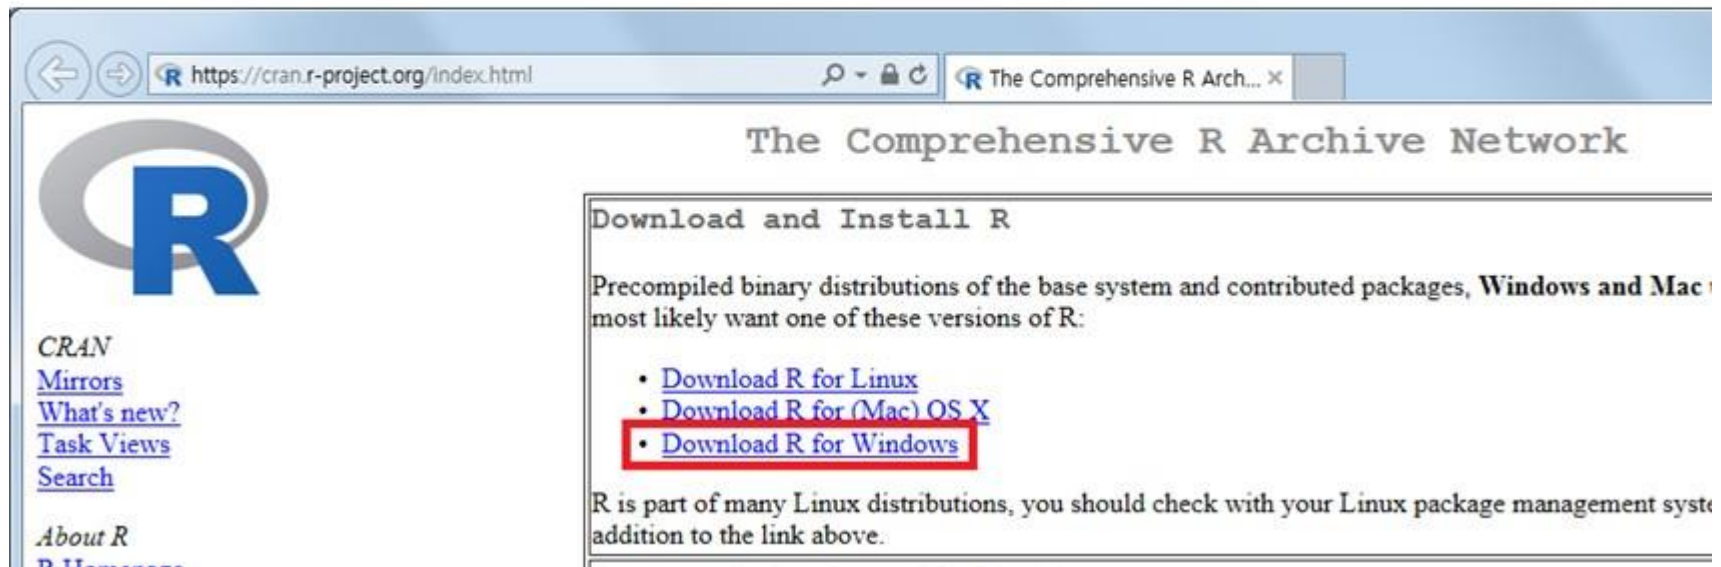 https://cran.r-project.org/index.html
The Comprehensive R Arch...
The Comprehensive R Archive Network
R
CRAN
Mirrors
What's new?
Task Views
Search
About R
R Homepage
Download and Install R
Precompiled binary distributions of the base system and contributed packages, Windows and Mac
most likely want one of these versions of R:
• Download R for Linux
• Download R for (Mac) OS X
• Download R for Windows
R is part of many Linux distributions, you should check with your Linux package management syste
addition to the link above.